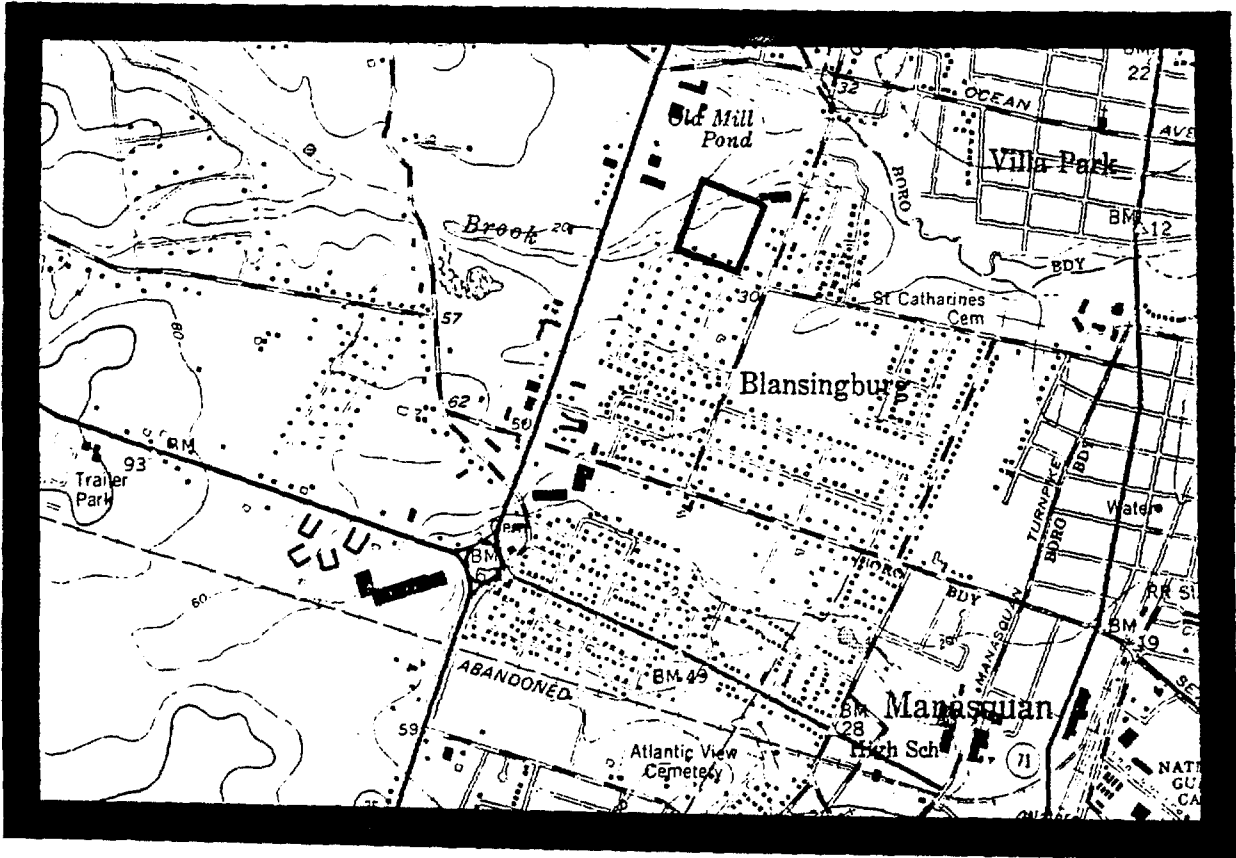 BM
22
32
OCEAN
AVE
Old Mill
Pond
Villa Park
BORO
BM
12
Brook
20
BDY
30
St Catharines
Cem
57
80
Blansingburg
62
50
BM
93
Trailer
Park
TURNPIKE
BDY
BORO
Water
Cem
BM
BORO
BDY
60
MANASQUAN
BM
19
ABANDONED
BM 49
Manasquan
BM
28
59
High Sch
Atlantic View
Cemetery
71
35